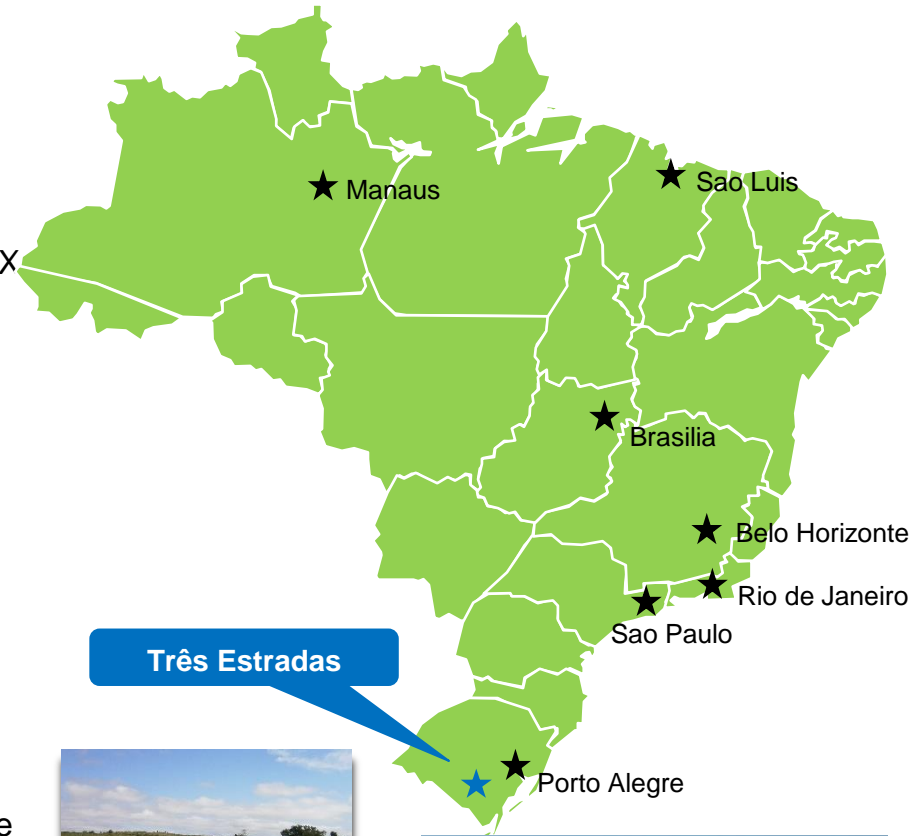 Manaus
Sao Luis
X
Brasilia
Belo Horizonte
Rio de Janeiro
Sao Paulo
Três Estradas
Porto Alegre
e